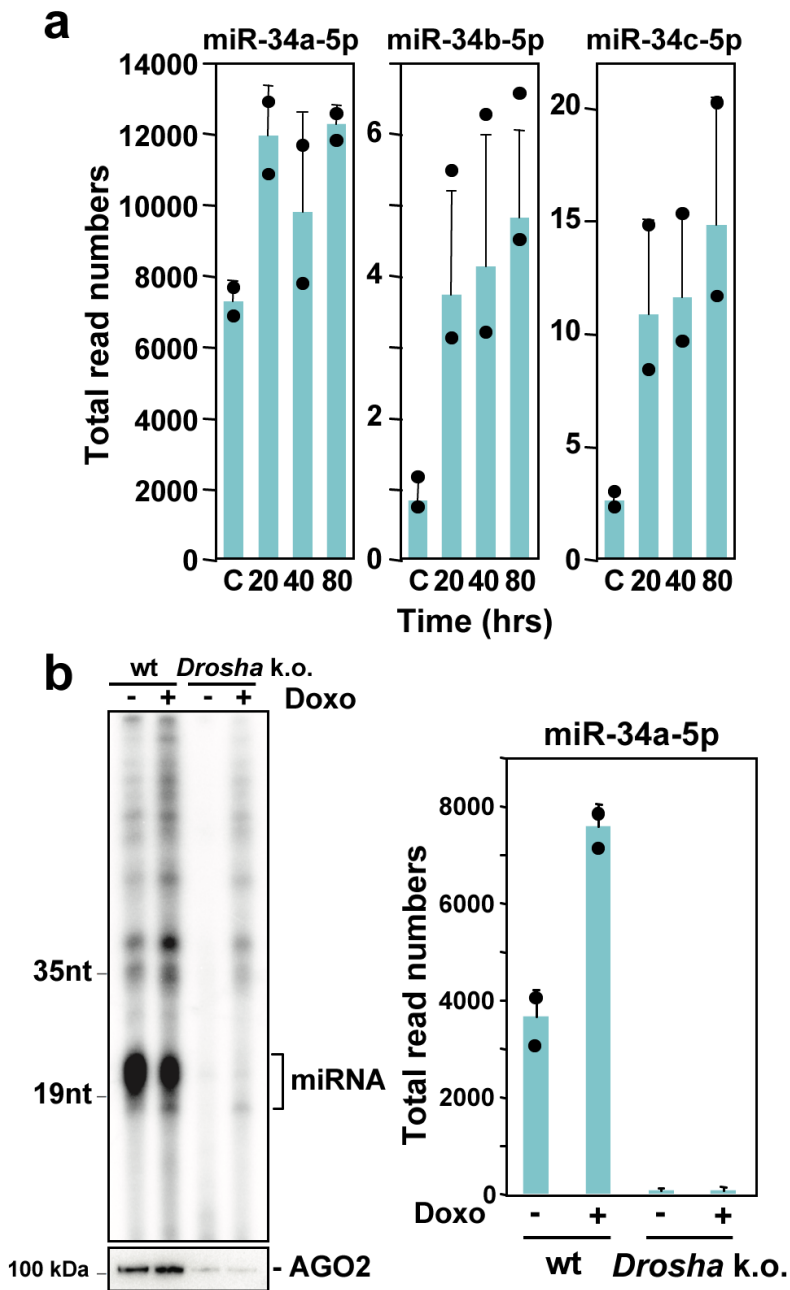 a
miR-34a-5p miR-34b-5p miR-34c-5p
Total read numbers
14000
12000
10000
8000
6000
4000
2000
0
6
4
2
0
20
15
10
5
0
C 20 40 80 C 20 40 80 C 20 40 80
Time (hrs)
b
wt Drosha k.o.
- + - + Doxo
35nt
19nt
miRNA
100 kDa
- AGO2
miR-34a-5p
Total read numbers
8000
6000
4000
2000
0
Doxo - + - +
wt Drosha k.o.